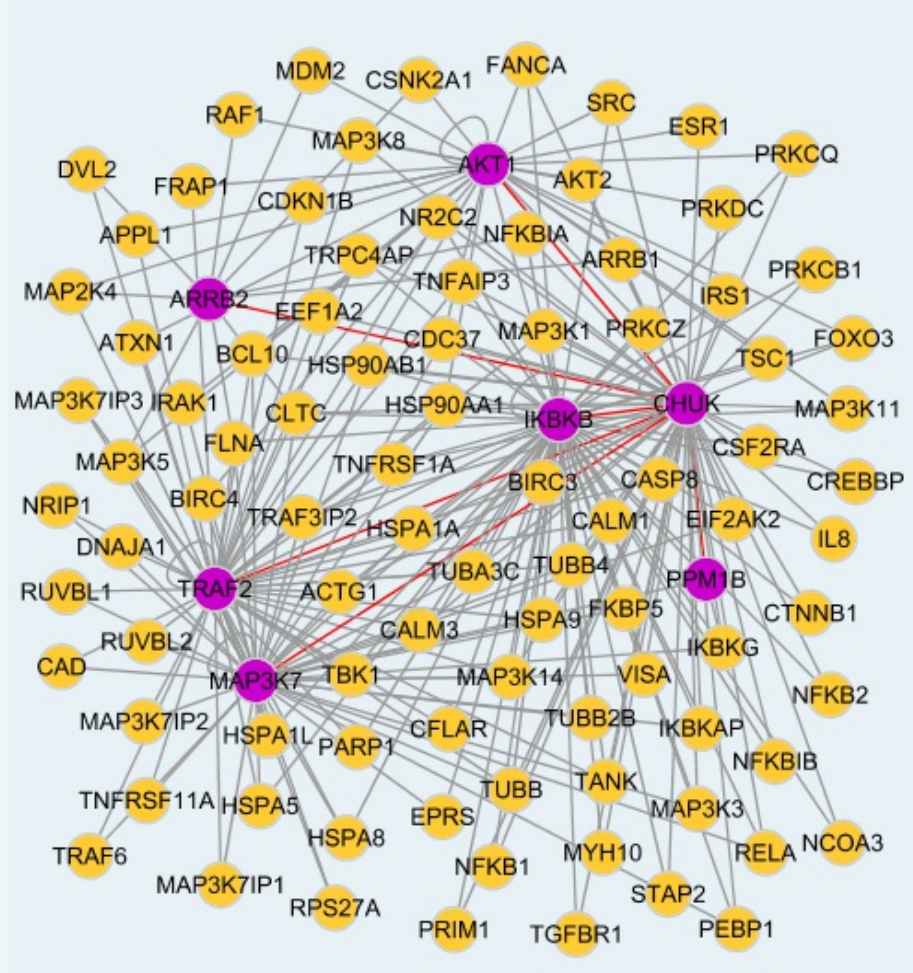 MDM2
CSNK2A1
FANCA
RAF1
SRC
ESR1
MAP3K8
AKT1
PRKCQ
DVL2
FRAP1
CDKN1B
AKT2
NR2C2
PRKDC
APPL1
NFKBIA
TRPC4AP
ARRB1
PRKCB1
MAP2K4
ARRB2
TNFAIP3
IRS1
EEF1A2
MAP3K1
PRKCZ
FOXO3
ATXN1
BCL10
CDC37
HSP90AB1
TSC1
MAP3K7IP3
IRAK1
CLTC
HSP90AA1
IKBKB
CHUK
MAP3K11
FLNA
CSF2RA
MAP3K5
TNFRSF1A
BIRC3
CASP8
CREBBP
NRIP1
BIRC4
TRAF3IP2
HSPA1A
CALM1
EIF2AK2
IL8
DNAJA1
TRAF2
TUBA3C
TUBB4
PPM1B
RUVBL1
ACTG1
HSPA9
FKBP5
CTNNB1
RUVBL2
CALM3
IKBKG
CAD
MAP3K7
TBK1
MAP3K14
VISA
NFKB2
MAP3K7IP2
HSPA1L
PARP1
CFLAR
TUBB2B
IKBKAP
NFKBIB
TNFRSF11A
HSPA5
TUBB
TANK
MAP3K3
EPRS
HSPA8
TRAF6
NFKB1
MYH10
RELA
NCOA3
MAP3K7IP1
RPS27A
STAP2
PRIM1
TGFBR1
PEBP1